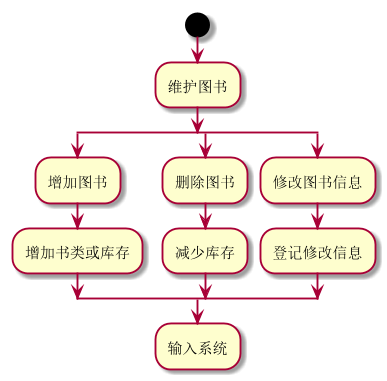 维护图书
增加图书
删除图书
修改图书信息
增加书类或库存
减少库存
登记修改信息
输入系统